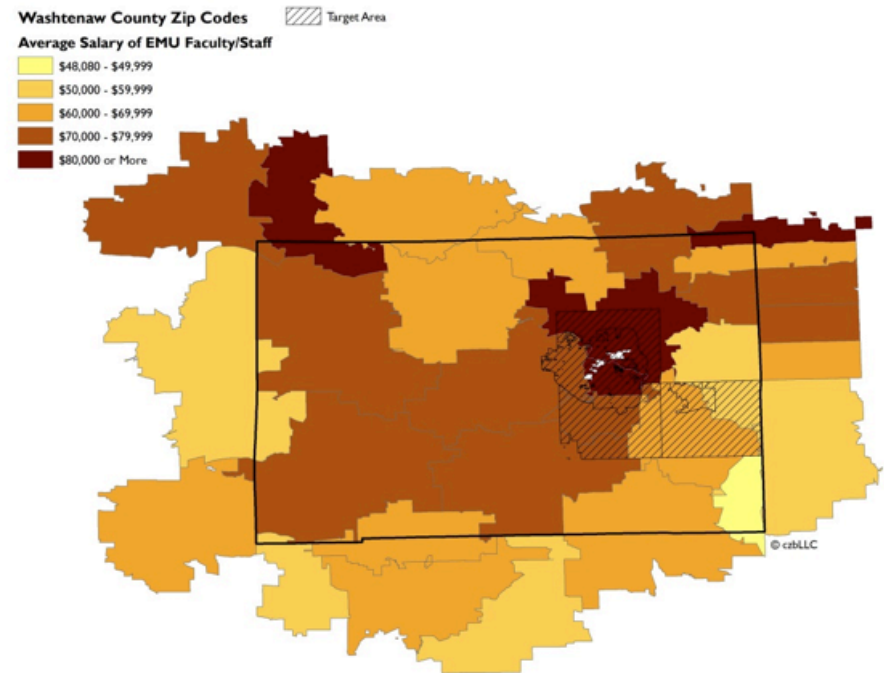 Washtenaw County Zip Codes
Target Area
Average Salary of EMU Faculty/Staff
$48,080 - $49,999
$50,000 - $59,999
$60,000 - $69,999
$70,000 - $79,999
$80,000 or More
© czbLLC